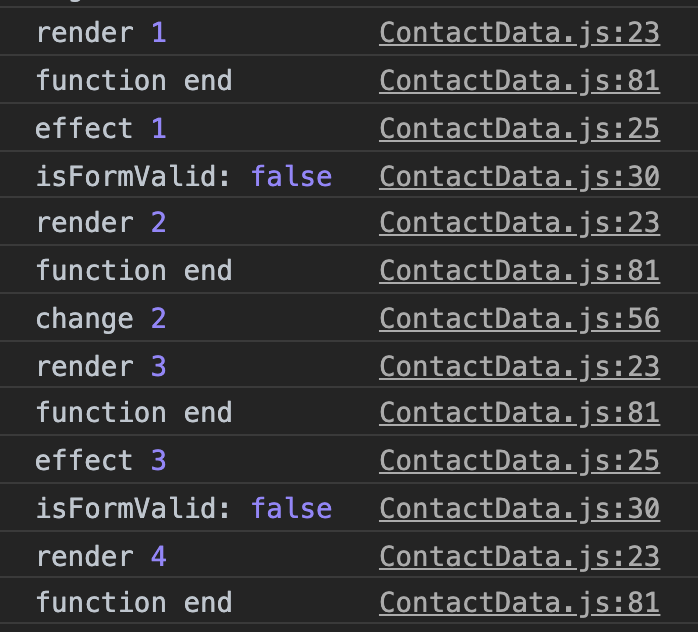 render 1 ContactData.js:23
function end ContactData.js:81
effect 1 ContactData.js:25
isFormValid: false ContactData.js:30
render 2 ContactData.js:23
function end ContactData.js:81
change 2 ContactData.js:56
render 3 ContactData.js:23
function end ContactData.js:81
effect 3 ContactData.js:25
isFormValid: false ContactData.js:30
render 4 ContactData.js:23
function end ContactData.js:81